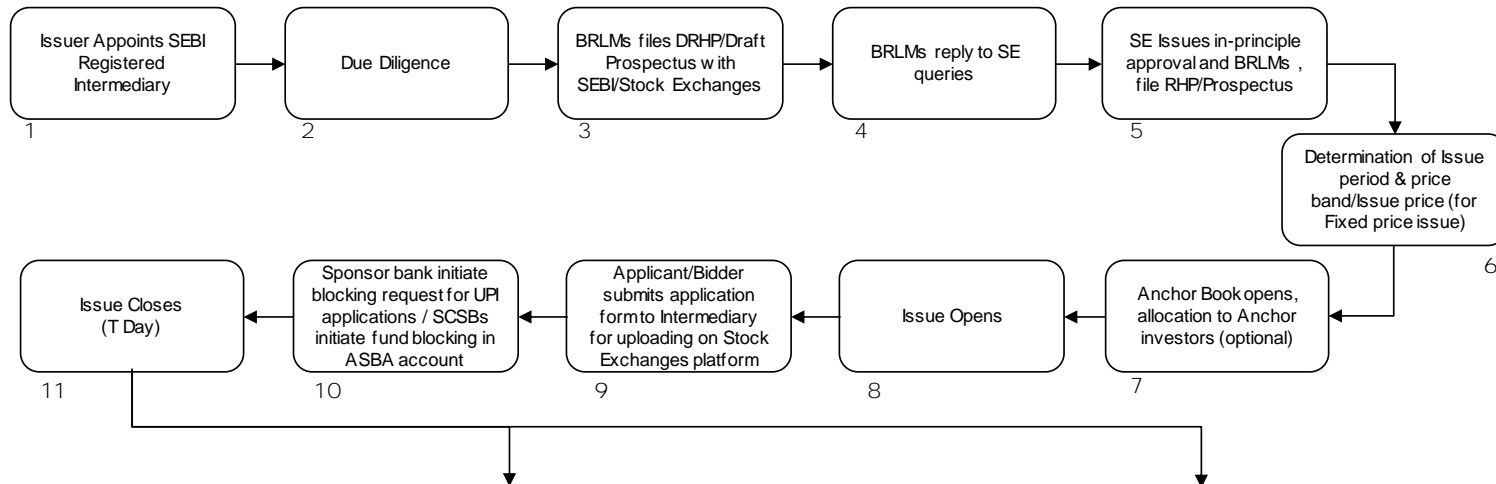 Issuer Appoints SEBI
Registered
Intermediary
1
Due Diligence
2
BRLMs files DRHP/Draft
Prospectus with
SEBI/Stock Exchanges
3
BRLMs reply to SE
queries
4
SE Issues in-principle
approval and BRLMs ,
file RHP/Prospectus
5
Determination of Issue
period & price
band/Issue price (for
Fixed price issue)
6
Anchor Book opens,
allocation to Anchor
investors (optional)
7
Issue Opens
8
Applicant/Bidder
submits application
form to Intermediary
for uploading on Stock
Exchanges platform
9
Sponsor bank initiate
blocking request for UPI
applications / SCSBs
initiate fund blocking in
ASBA account
10
Issue Closes
(T Day)
11